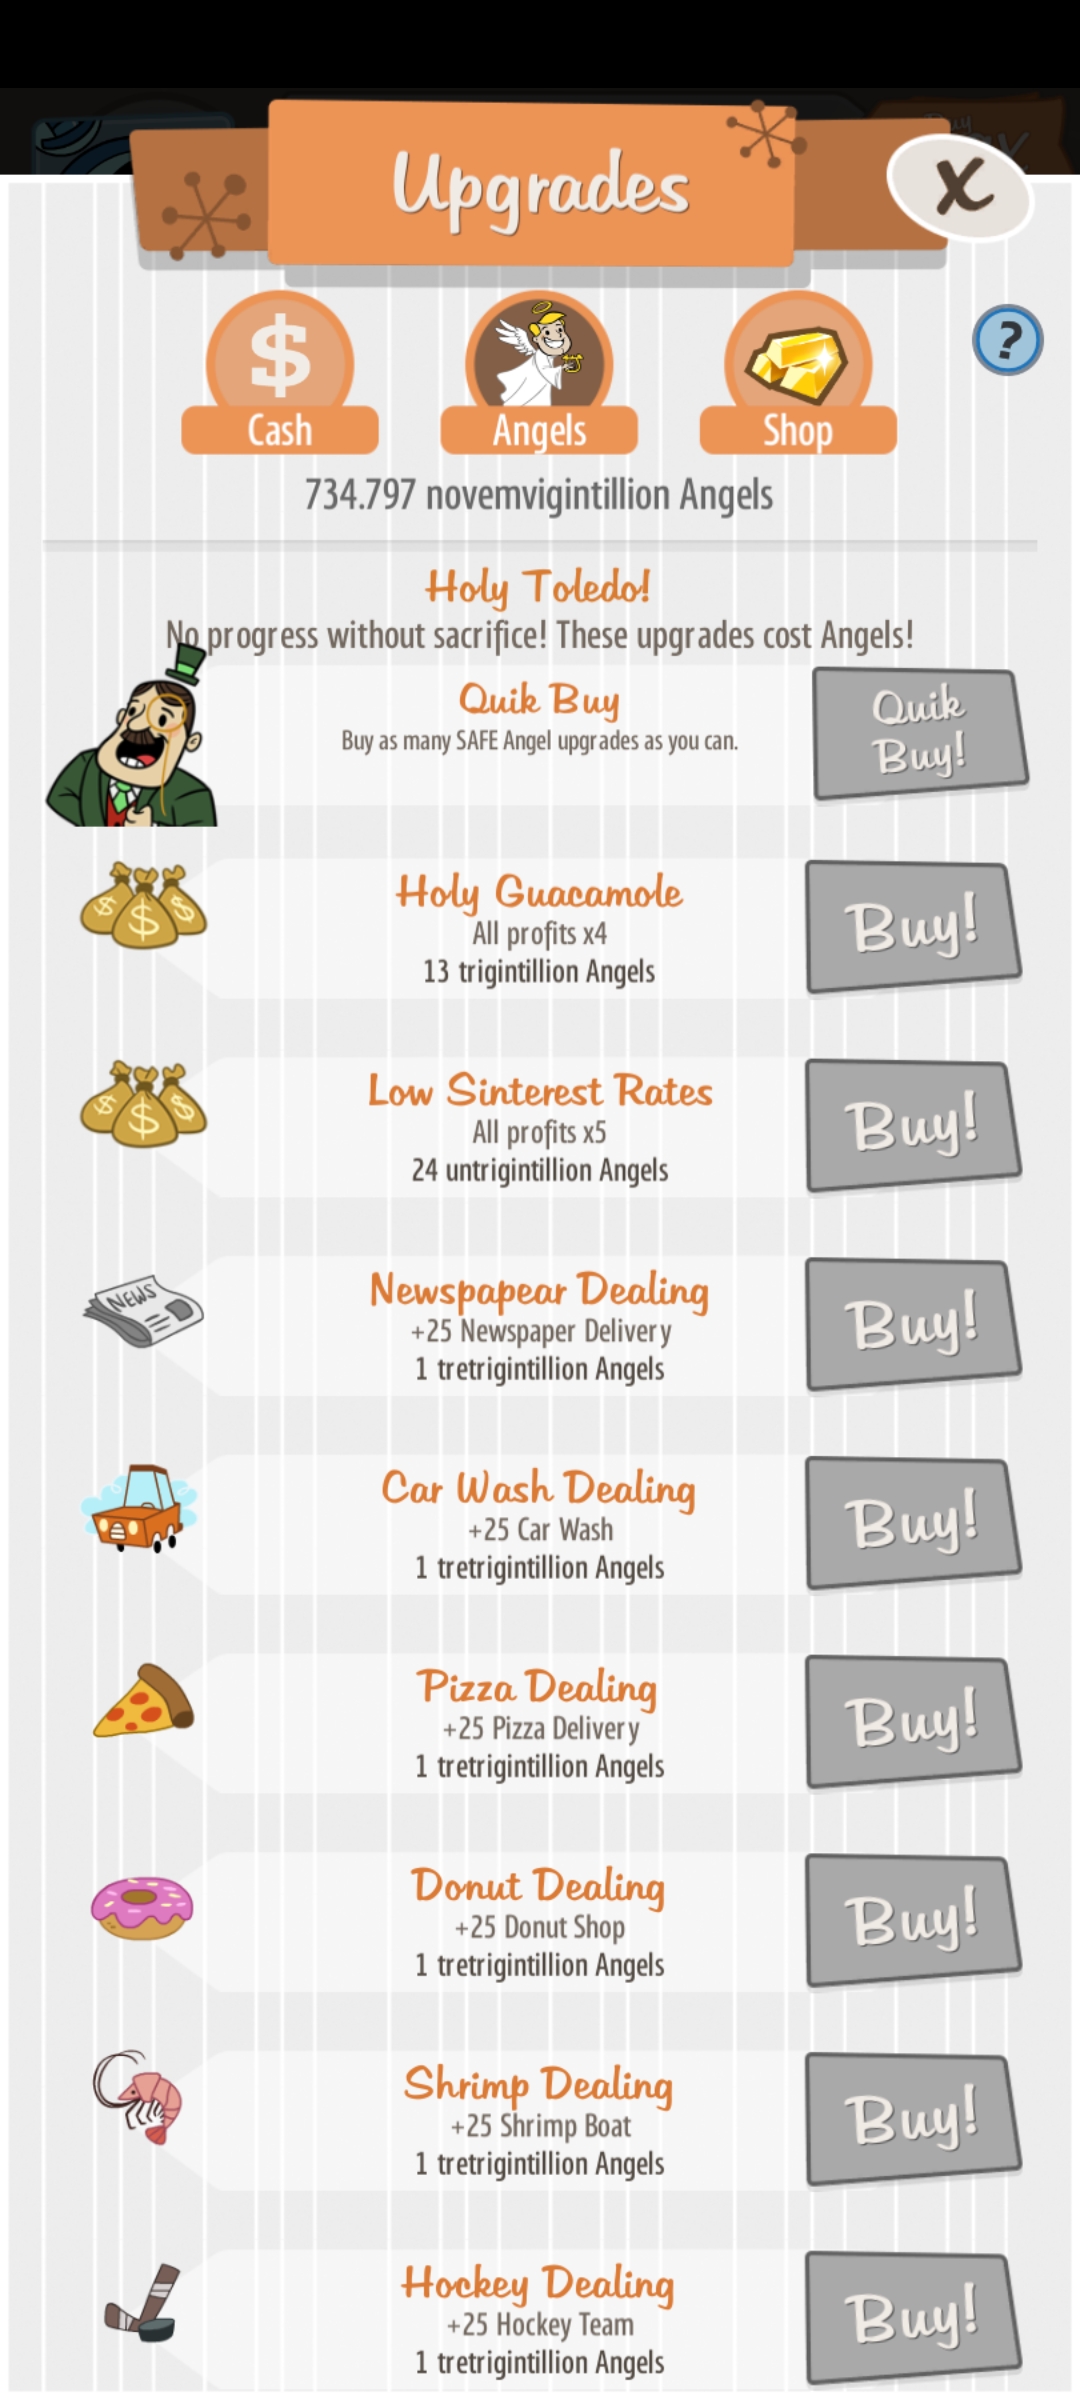 Upgrades
X
$
?
Cash
Angels
Shop
734.797 novemvigintillion Angels
Holy Toledo!
No progress without sacrifice! These upgrades cost Angels!
Quik Buy
Buy as many SAFE Angel upgrades as you can.
Quik
Buy!
Holy Guacamole
All profits x4
13 trigintillion Angels
Buy!
$ $ $
Low Sinterest Rates
All profits x5
24 untrigintillion Angels
Buy!
$ $ $
NEWS
Newspapear Dealing
+25 Newspaper Delivery
1 tretrigintillion Angels
Buy!
Car Wash Dealing
+25 Car Wash
1 tretrigintillion Angels
Buy!
Pizza Dealing
+25 Pizza Delivery
1 tretrigintillion Angels
Buy!
Donut Dealing
+25 Donut Shop
1 tretrigintillion Angels
Buy!
Shrimp Dealing
+25 Shrimp Boat
1 tretrigintillion Angels
Buy!
Hockey Dealing
+25 Hockey Team
1 tretrigintillion Angels
Buy!